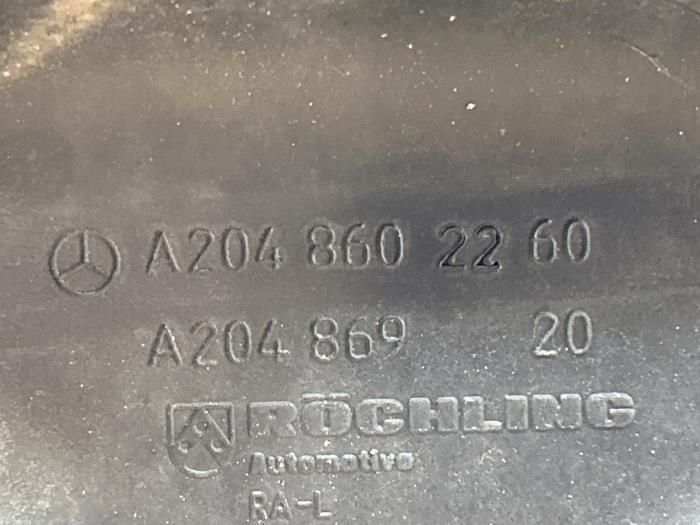 A204 860 22 60
A204 869 20
RÖCHLING
Automotive
RA-L